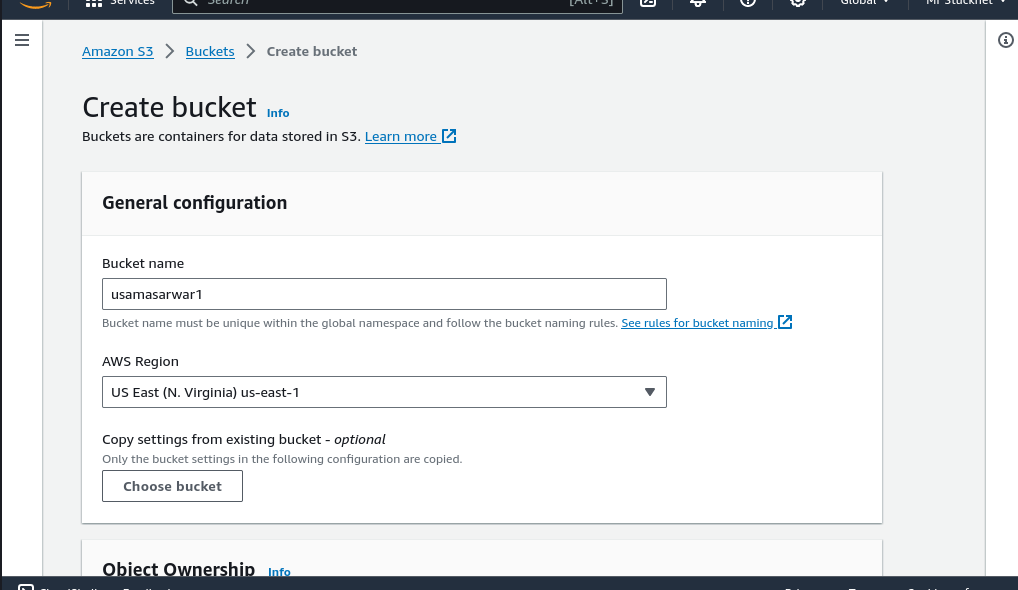 Services Search [Alt+S] Global Mr Stucknet
Amazon S3 Buckets Create bucket
Create bucket Info
Buckets are containers for data stored in S3. Learn more
General configuration
Bucket name
usamasarwar1
Bucket name must be unique within the global namespace and follow the bucket naming rules. See rules for bucket naming
AWS Region
US East (N. Virginia) us-east-1
Copy settings from existing bucket - optional
Only the bucket settings in the following configuration are copied.
Choose bucket
Object Ownership Info